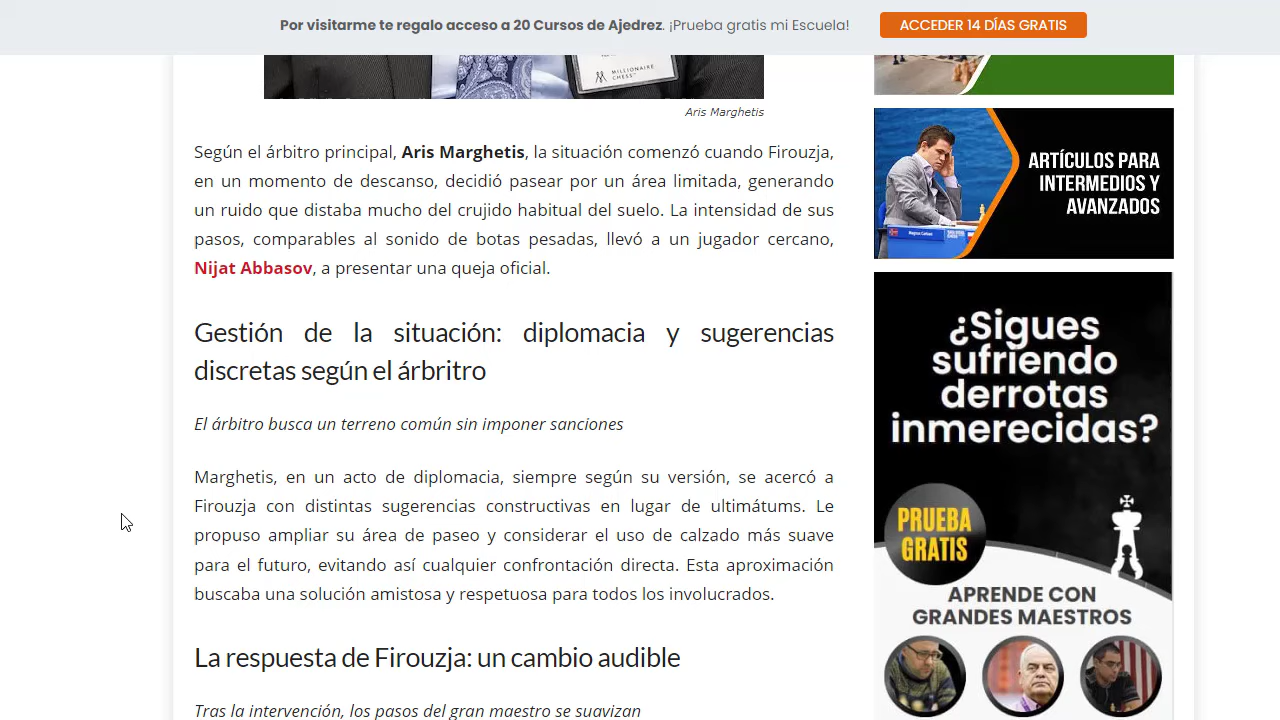 Por visitarme te regalo acceso a 20 Cursos de Ajedrez. ¡Prueba gratis mi Escuela!
ACCEDER 14 DÍAS GRATIS
MILLIONAIRE
CHESS™
Aris Marghetis
Según el árbitro principal, Aris Marghetis, la situación comenzó cuando Firouzja,
en un momento de descanso, decidió pasear por un área limitada, generando
un ruido que distaba mucho del crujido habitual del suelo. La intensidad de sus
pasos, comparables al sonido de botas pesadas, llevó a un jugador cercano,
Nijat Abbasov, a presentar una queja oficial.
Gestión de la situación: diplomacia y sugerencias
discretas según el árbritro
El árbitro busca un terreno común sin imponer sanciones
Marghetis, en un acto de diplomacia, siempre según su versión, se acercó a
Firouzja con distintas sugerencias constructivas en lugar de ultimátums. Le
propuso ampliar su área de paseo y considerar el uso de calzado más suave
para el futuro, evitando así cualquier confrontación directa. Esta aproximación
buscaba una solución amistosa y respetuosa para todos los involucrados.
La respuesta de Firouzja: un cambio audible
Tras la intervención, los pasos del gran maestro se suavizan
ARTÍCULOS PARA
INTERMEDIOS Y
AVANZADOS
¿Sigues
sufriendo
derrotas
inmerecidas?
PRUEBA
GRATIS
APRENDE CON
GRANDES MAESTROS